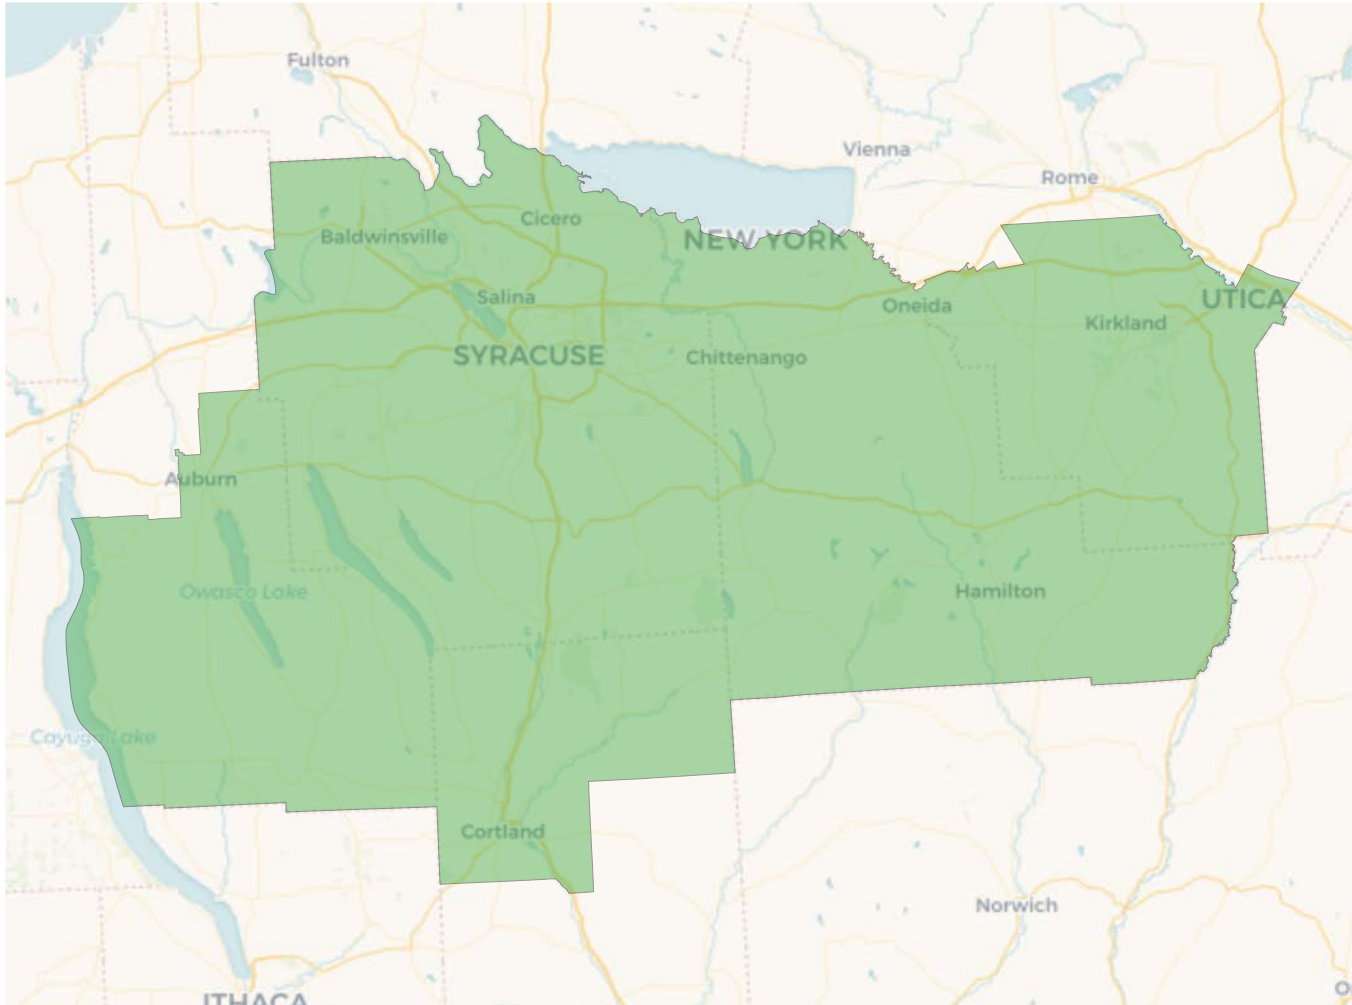 Fulton
Vienna
Rome
Cicero
Baldwinsville
NEW YORK
Salina
UTICA
Oneida
Kirkland
SYRACUSE
Chittenango
Auburn
Owasco Lake
Hamilton
Cayuga Lake
Cortland
Norwich
ITHACA